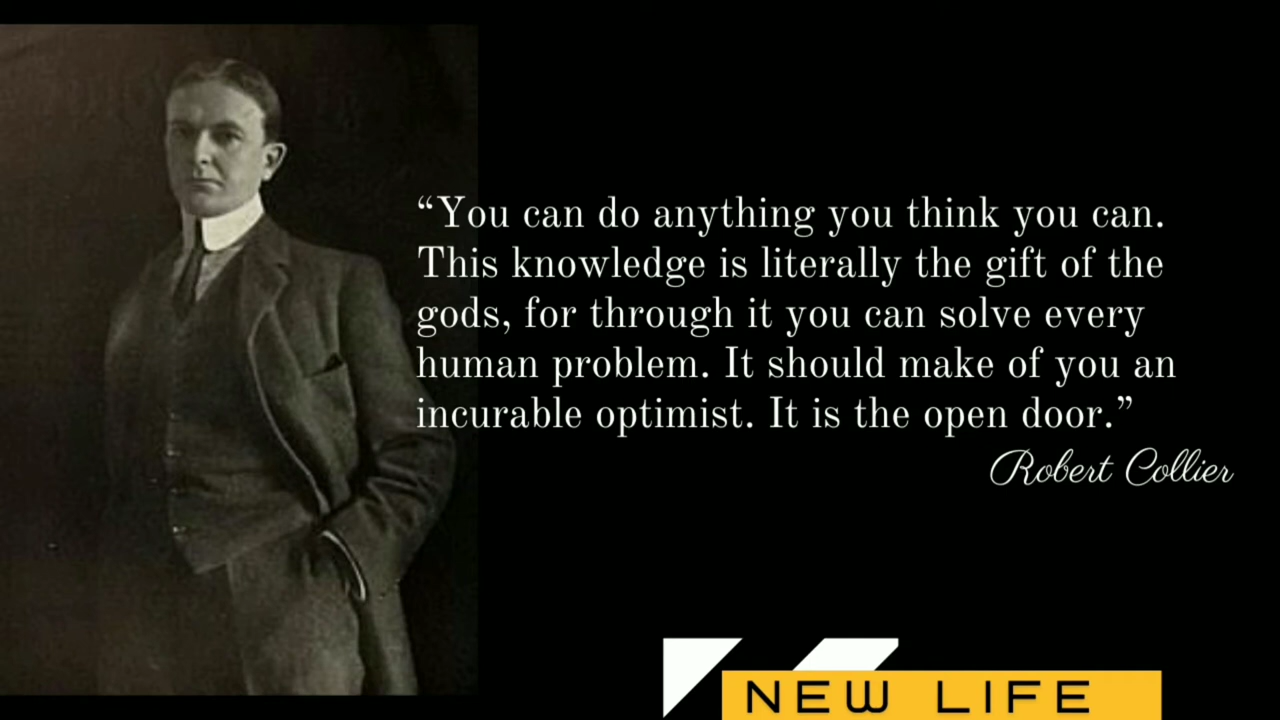 “You can do anything you think you can.
This knowledge is literally the gift of the
gods, for through it you can solve every
human problem. It should make of you an
incurable optimist. It is the open door.”
Robert Collier
NEW LIFE